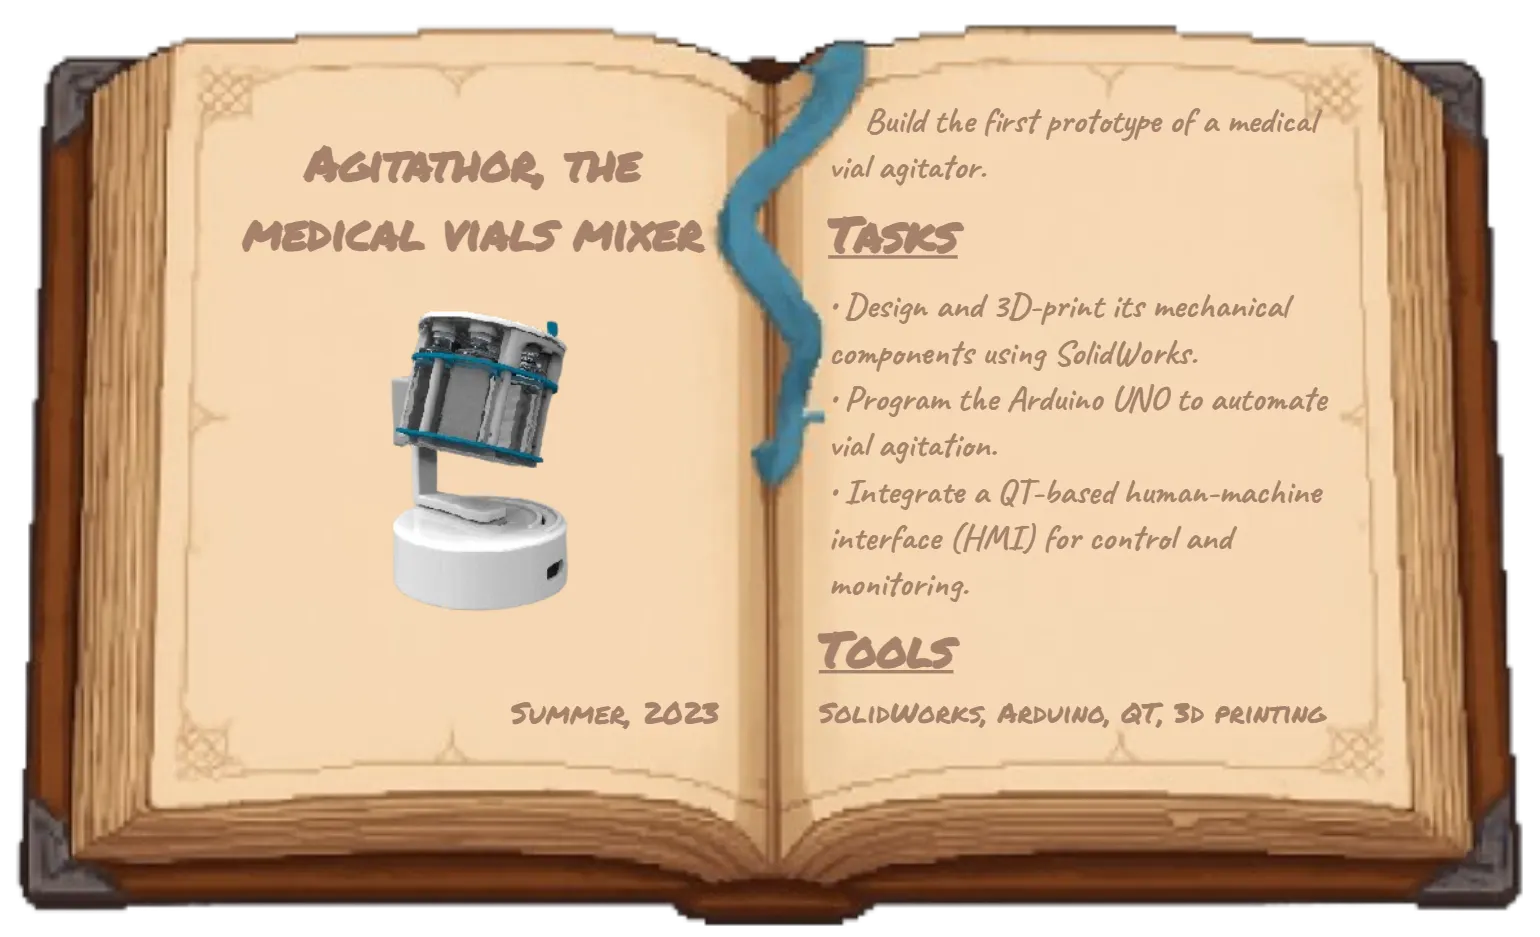 Agitathor, the
medical vials mixer
Summer, 2023
Build the first prototype of a medical
vial agitator.
Tasks
• Design and 3D-print its mechanical
components using SolidWorks.
• Program the Arduino UNO to automate
vial agitation.
• Integrate a QT-based human-machine
interface (HMI) for control and
monitoring.
Tools
SolidWorks, Arduino, QT, 3D printing